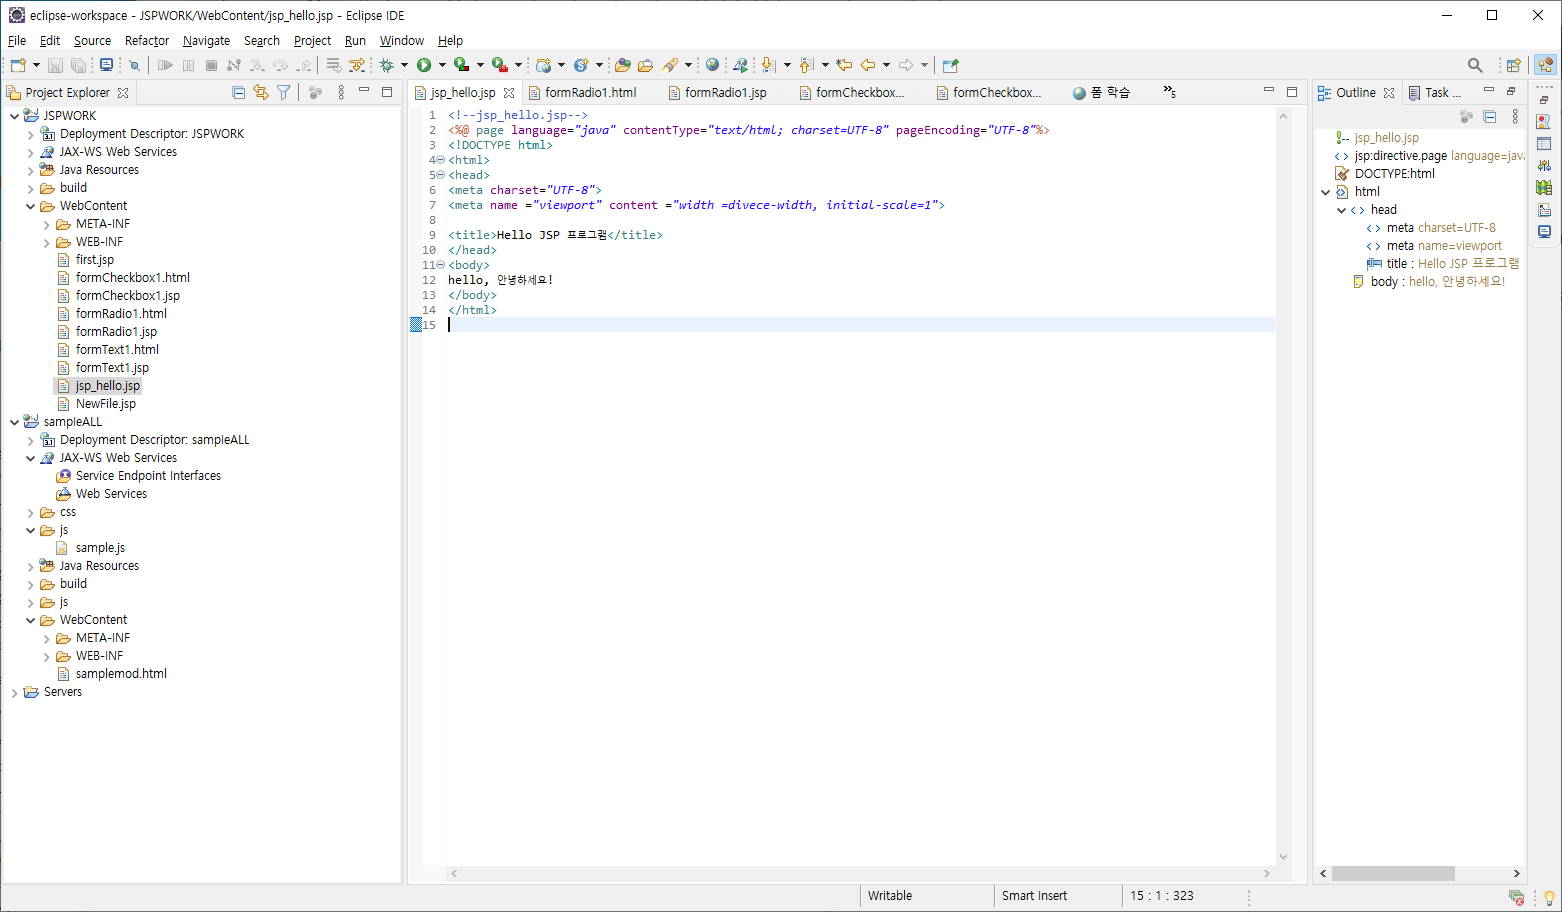 eclipse-workspace - JSPWORK/WebContent/jsp_hello.jsp - Eclipse IDE
File Edit Source Refactor Navigate Search Project Run Window Help
Project Explorer
JSPWORK
Deployment Descriptor: JSPWORK
JAX-WS Web Services
Java Resources
build
WebContent
META-INF
WEB-INF
first.jsp
formCheckbox1.html
formCheckbox1.jsp
formRadio1.html
formRadio1.jsp
formText1.html
formText1.jsp
jsp_hello.jsp
NewFile.jsp
sampleALL
Deployment Descriptor: sampleALL
JAX-WS Web Services
Service Endpoint Interfaces
Web Services
css
js
sample.js
Java Resources
build
js
WebContent
META-INF
WEB-INF
samplemod.html
Servers
jsp_hello.jsp formRadio1.html formRadio1.jsp formCheckbox... formCheckbox... 폼 학습 »5
1 <!--jsp_hello.jsp-->
2 <%@ page language="java" contentType="text/html; charset=UTF-8" pageEncoding="UTF-8"%>
3 <!DOCTYPE html>
4 <html>
5 <head>
6 <meta charset="UTF-8">
7 <meta name ="viewport" content ="width =divece-width, initial-scale=1">
8
9 <title>Hello JSP 프로그램</title>
10 </head>
11 <body>
12 hello, 안녕하세요!
13 </body>
14 </html>
15
Outline Task ...
jsp_hello.jsp
jsp:directive.page language=java
DOCTYPE:html
html
head
meta charset=UTF-8
meta name=viewport
title : Hello JSP 프로그램
body : hello, 안녕하세요!
Writable Smart Insert 15 : 1 : 323